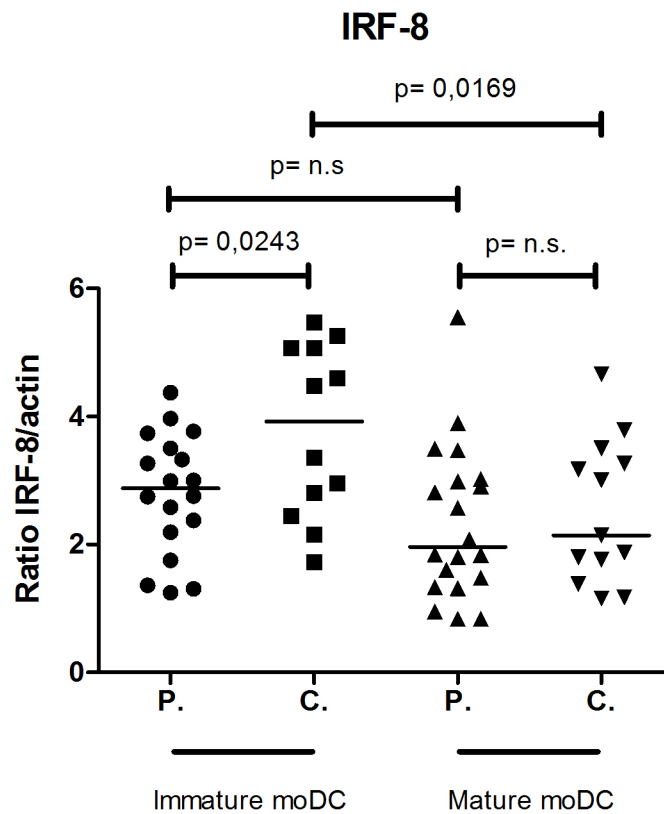 IRF-8
p= 0,0169
p= n.s
p= 0,0243
p= n.s.
6
4
2
0
Ratio IRF-8/actin
P. C. P. C.
Immature moDC Mature moDC